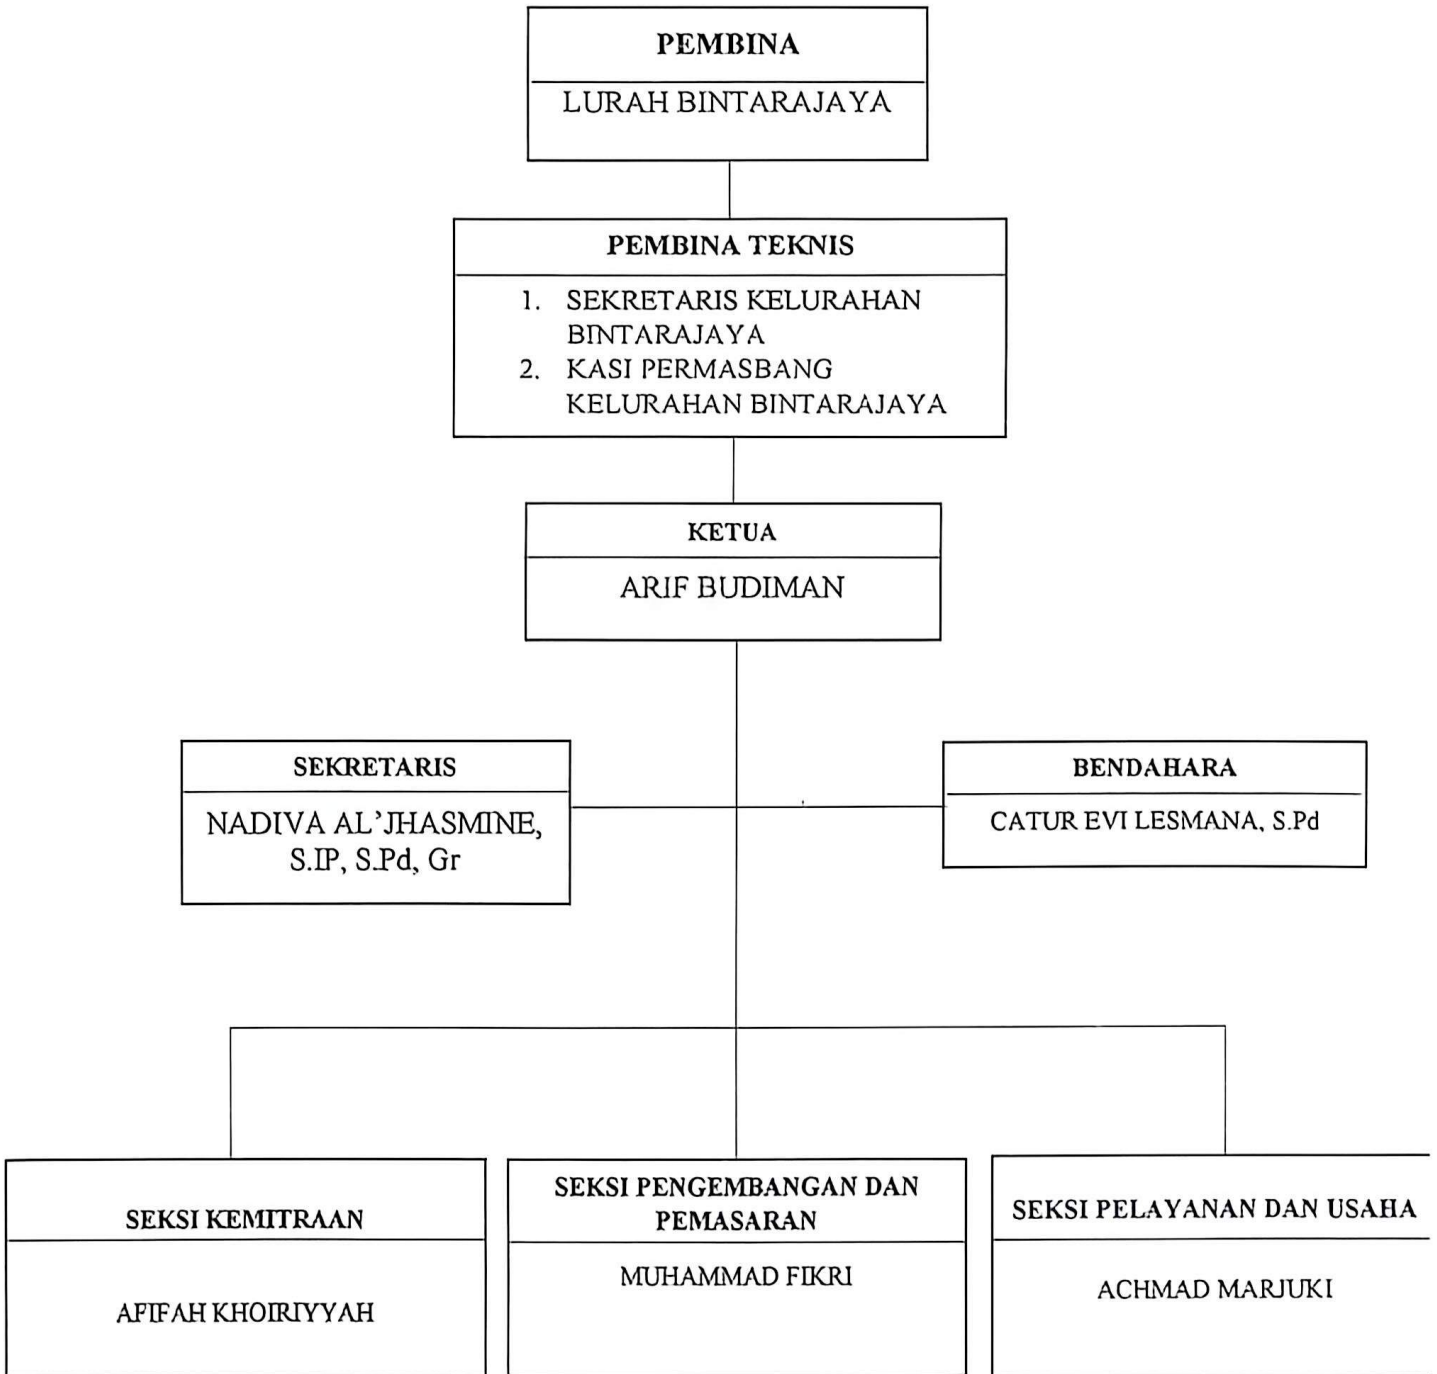 PEMBINA
LURAH BINTARAJAYA
PEMBINA TEKNIS
1. SEKRETARIS KELURAHAN
BINTARAJAYA
2. KASI PERMASBANG
KELURAHAN BINTARAJAYA
KETUA
ARIF BUDIMAN
SEKRETARIS
NADIVA AL'JHASMINE,
S.IP, S.Pd, Gr
BENDAHARA
CATUR EVI LESMANA, S.Pd
SEKSI KEMITRAAN
AFIFAH KHOIRIYYAH
SEKSI PENGEMBANGAN DAN
PEMASARAN
MUHAMMAD FIKRI
SEKSI PELAYANAN DAN USAHA
ACHMAD MARJUKI